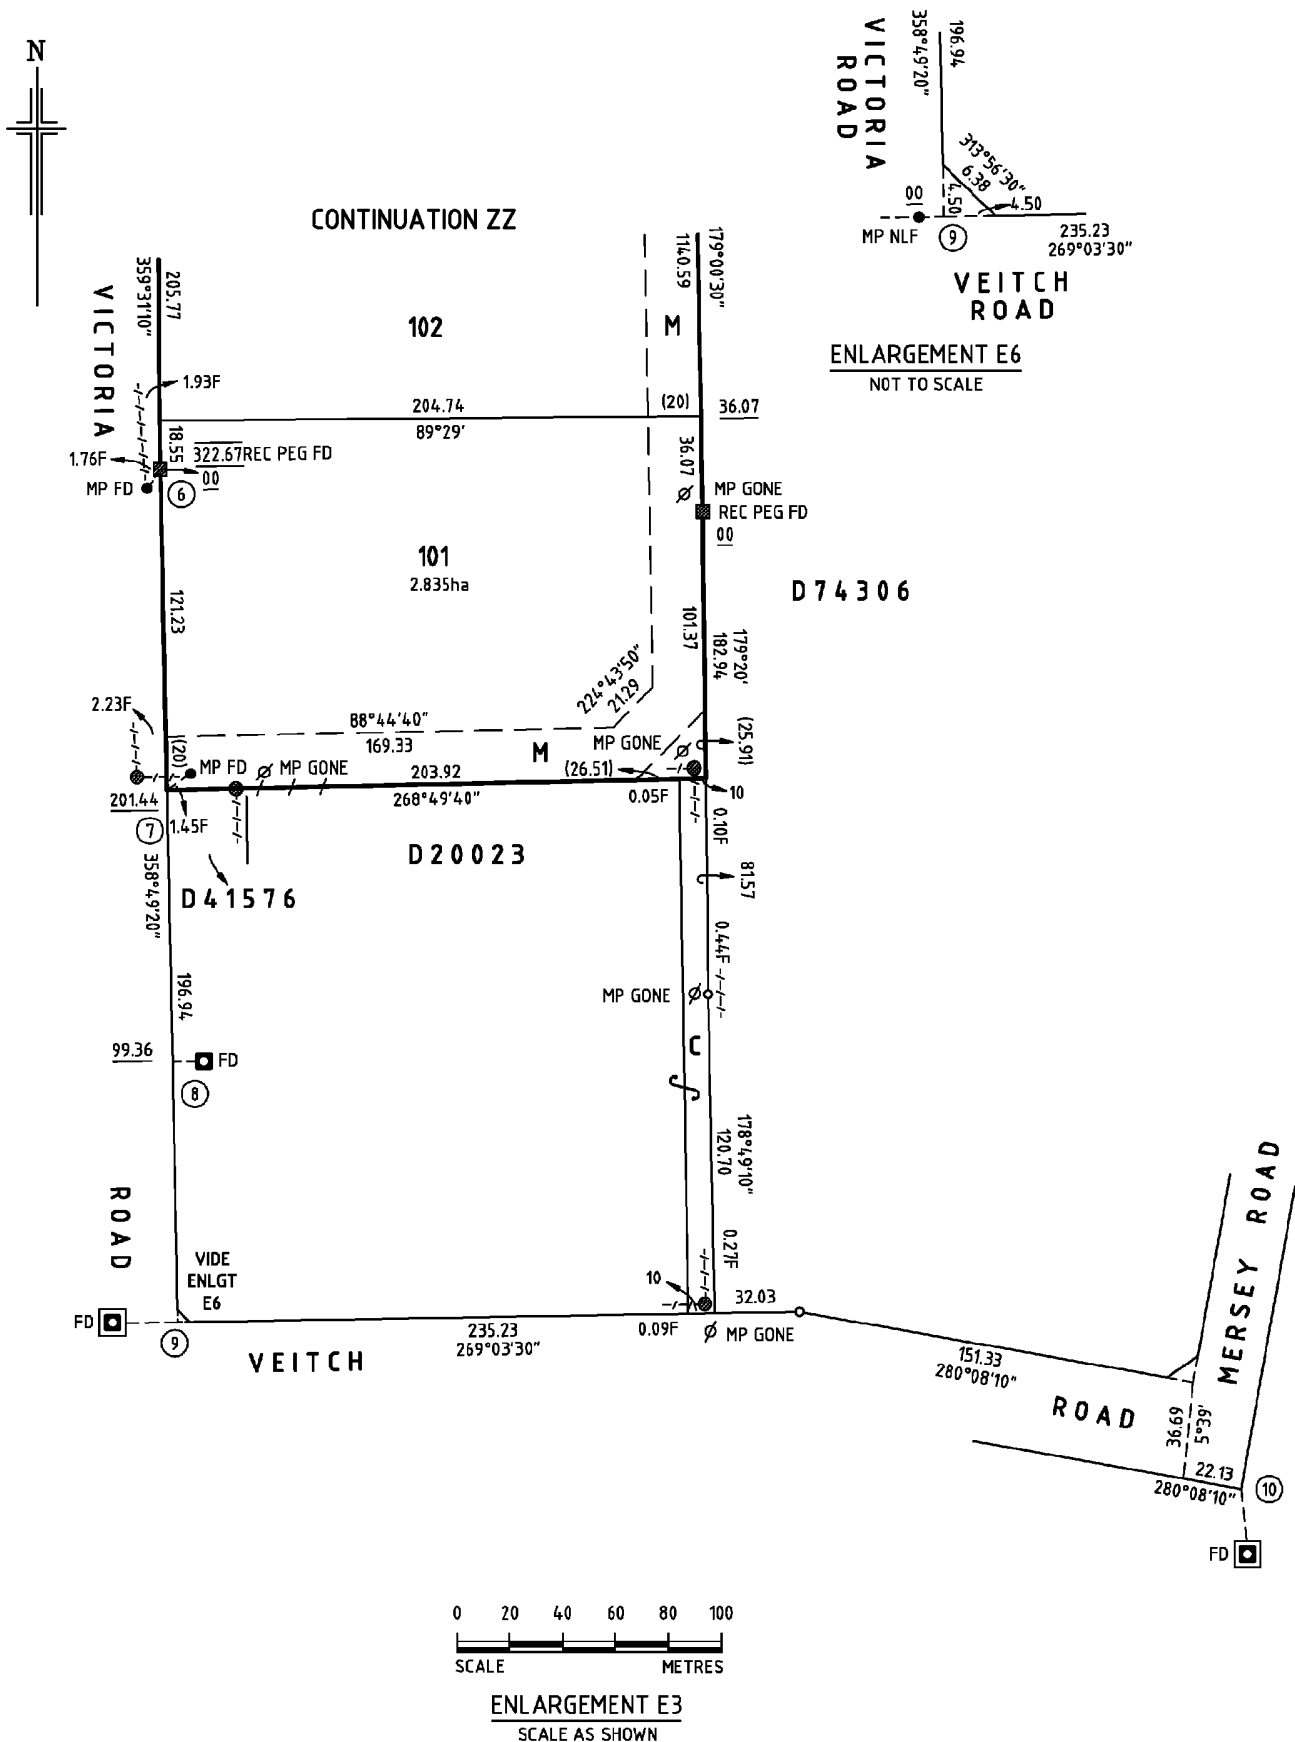 N
CONTINUATION ZZ
VICTORIA
ROAD
358°49'20"
196.94
313°56'30"
6.38
00
4.50
4.50
MP NLF
9
235.23
269°03'30"
VEITCH
ROAD
ENLARGEMENT E6
NOT TO SCALE
VICTORIA
359°31'10"
205.77
102
1140.59
179°00'30"
M
1.93F
204.74
(20)
36.07
89°29'
18.55
322.67 REC PEG FD
1.76F
00
MP FD
6
36.07
MP GONE
REC PEG FD
00
101
2.835ha
D74306
121.23
101.37
179°20'
182.94
224°43'50"
21.29
2.23F
88°44'40"
169.33
M
MP GONE
(25.91)
(20)
MP FD
MP GONE
203.92
(26.51)
201.44
268°49'40"
0.05F
10
7
1.45F
0.10F
D20023
358°49'20"
D41576
81.57
0.44F
196.94
MP GONE
C
99.36
FD
8
178°49'10"
120.70
ROAD
VIDE
ENLGT
E6
0.27F
10
32.03
FD
9
235.23
269°03'30"
0.09F
MP GONE
VEITCH
151.33
280°08'10"
ROAD
MERSEY ROAD
36.69
5°39'
22.13
280°08'10"
10
FD
0 20 40 60 80 100
SCALE METRES
ENLARGEMENT E3
SCALE AS SHOWN